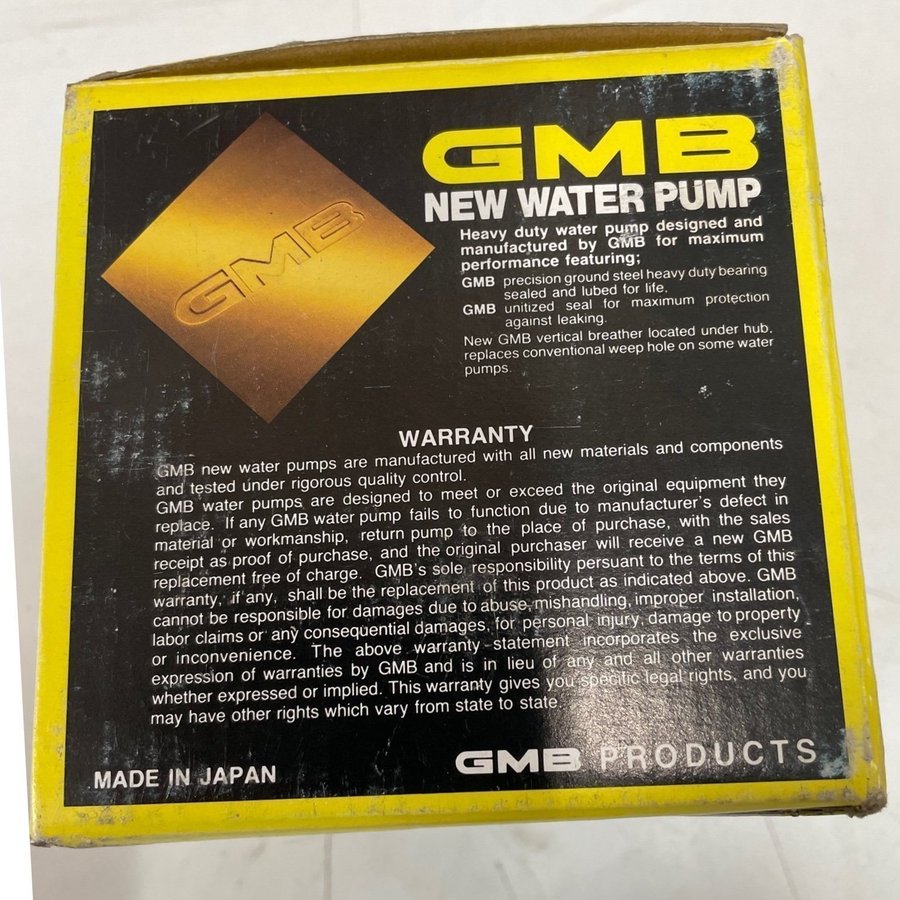 GMB
GMB
NEW WATER PUMP
Heavy duty water pump designed and
manufactured by GMB for maximum
performance featuring;
GMB precision ground steel heavy duty bearing
sealed and lubed for life.
GMB unitized seal for maximum protection
against leaking.
New GMB vertical breather located under hub.
replaces conventional weep hole on some water
pumps
WARRANTY
GMB new water pumps are manufactured with all new materials and components
and tested under rigorous quality control.
GMB water pumps are designed to meet or exceed the original equipment they
replace. If any GMB water pump fails to function due to manufacturer's defect in
material or workmanship, return pump to the place of purchase, with the sales
receipt as proof of purchase, and the original purchaser will receive a new GMB
replacement free of charge. GMB's sole responsibility persuant to the terms of this
warranty, if any, shall be the replacement of this product as indicated above. GMB
cannot be responsible for damages due to abuse, mishandling, improper installation,
labor claims or any consequential damages, for personal injury, damage to property
or inconvenience. The above warranty statement incorporates the exclusive
expression of warranties by GMB and is in lieu of any and all other warranties
whether expressed or implied. This warranty gives you specific legal rights, and you
may have other rights which vary from state to state.
MADE IN JAPAN
GMB PRODUCTS